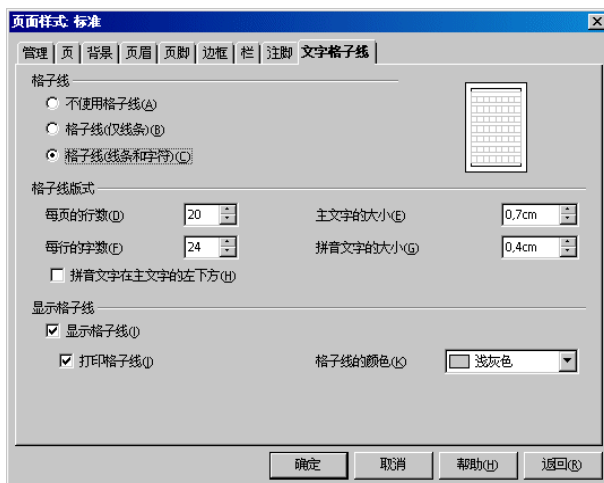 页面样式: 标准
管理 页 背景 页眉 页脚 边框 栏 注脚 文字格子线
格子线
不使用格子线(A)
格子线(仅线条)(B)
格子线(线条和字符)(C)
格子线版式
每页的行数(D) 20 主文字的大小(E) 0,7cm
每行的字数(F) 24 拼音文字的大小(G) 0,4cm
拼音文字在主文字的左下方(H)
显示格子线
显示格子线(I)
打印格子线(J) 格子线的颜色(K) 浅灰色
确定 取消 帮助(H) 返回(R)